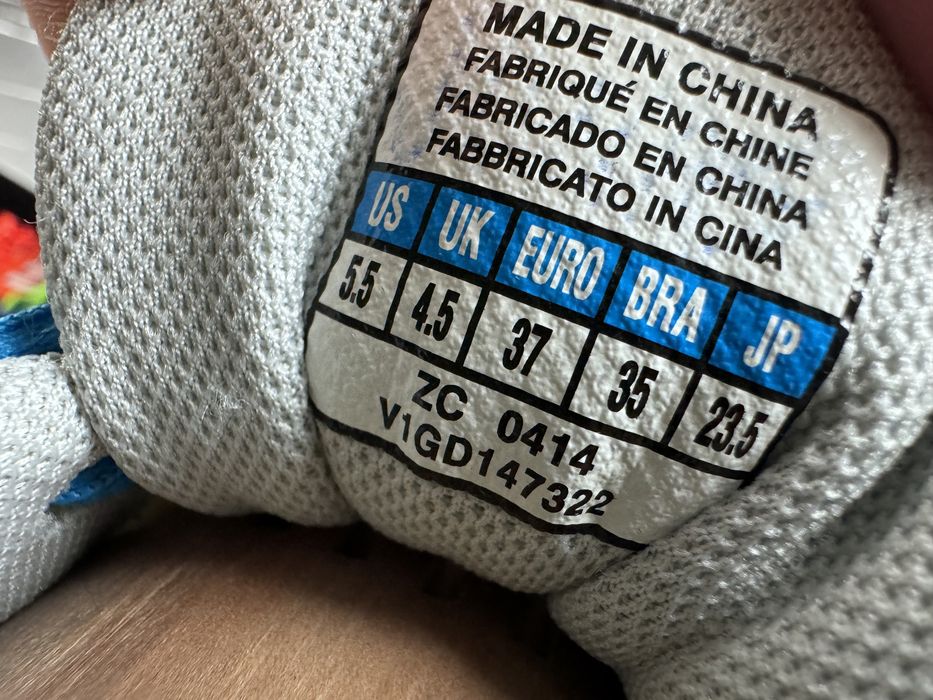 MADE IN CHINA
FABRIQUÉ EN CHINE
FABRICADO EN CHINA
FABBRICATO IN CINA
US UK EURO BRA JP
5.5 4.5 37 35 23.5
ZC 0414
V1GD147322